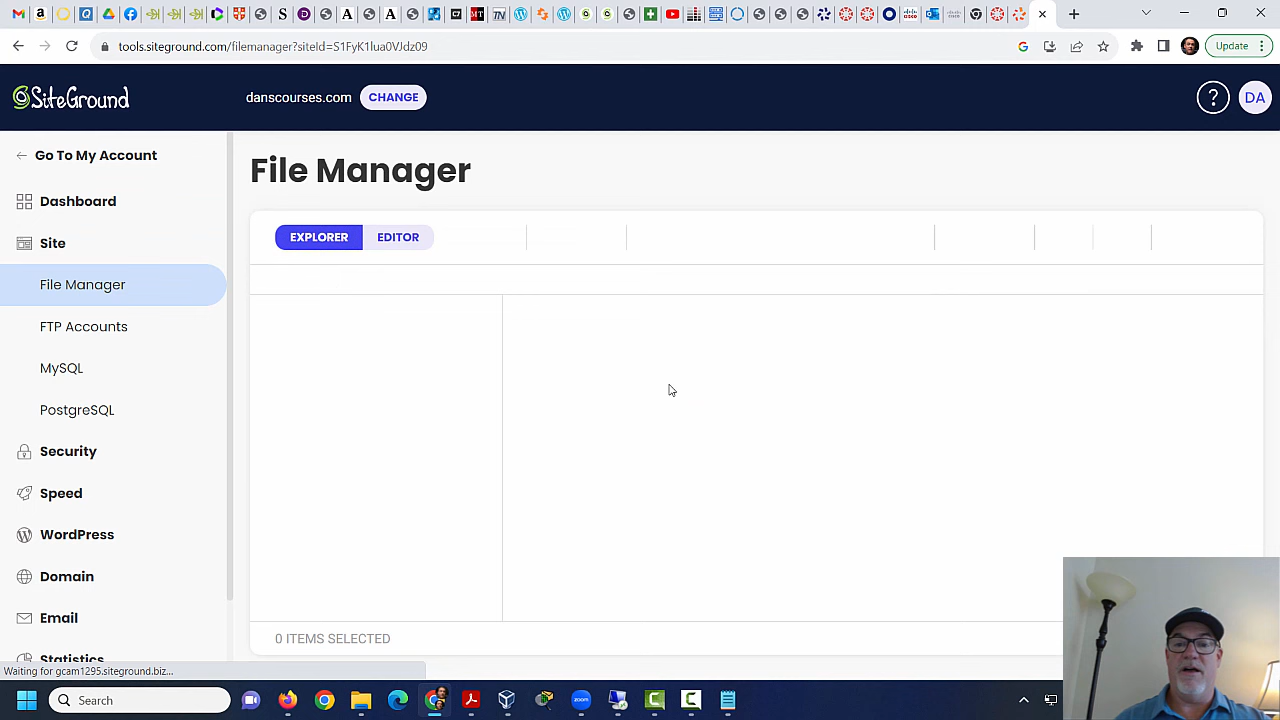 tools.siteground.com/filemanager?siteId=S1FyK1lua0VJdz09
Update
SiteGround
danscourses.com
CHANGE
?
DA
Go To My Account
Dashboard
Site
File Manager
FTP Accounts
MySQL
PostgreSQL
Security
Speed
WordPress
Domain
Email
Statistics
File Manager
EXPLORER
EDITOR
0 ITEMS SELECTED
Waiting for gcam1295.siteground.biz...
Search
zoom